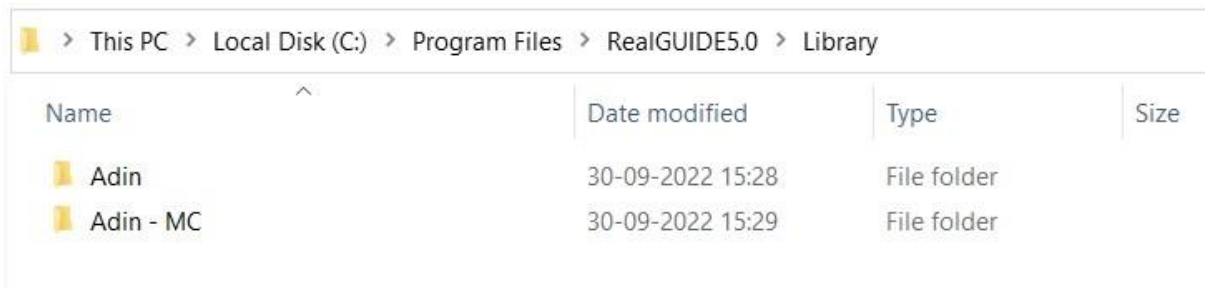 > This PC > Local Disk (C:) > Program Files > RealGUIDE5.0 > Library
Name Date modified Type Size
Adin 30-09-2022 15:28 File folder
Adin - MC 30-09-2022 15:29 File folder